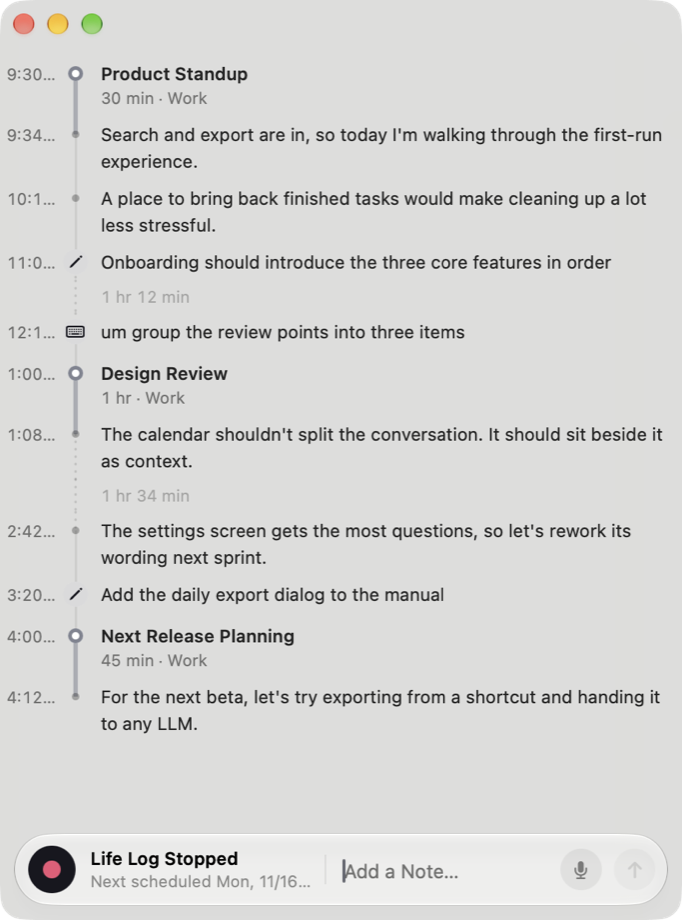 9:30...
Product Standup
30 min · Work
9:34...
Search and export are in, so today I'm walking through the first-run
experience.
10:1...
A place to bring back finished tasks would make cleaning up a lot
less stressful.
11:0...
Onboarding should introduce the three core features in order
1 hr 12 min
12:1...
um group the review points into three items
1:00...
Design Review
1 hr · Work
1:08...
The calendar shouldn't split the conversation. It should sit beside it
as context.
1 hr 34 min
2:42...
The settings screen gets the most questions, so let's rework its
wording next sprint.
3:20...
Add the daily export dialog to the manual
4:00...
Next Release Planning
45 min · Work
4:12...
For the next beta, let's try exporting from a shortcut and handing it
to any LLM.
Life Log Stopped
Next scheduled Mon, 11/16...
Add a Note...